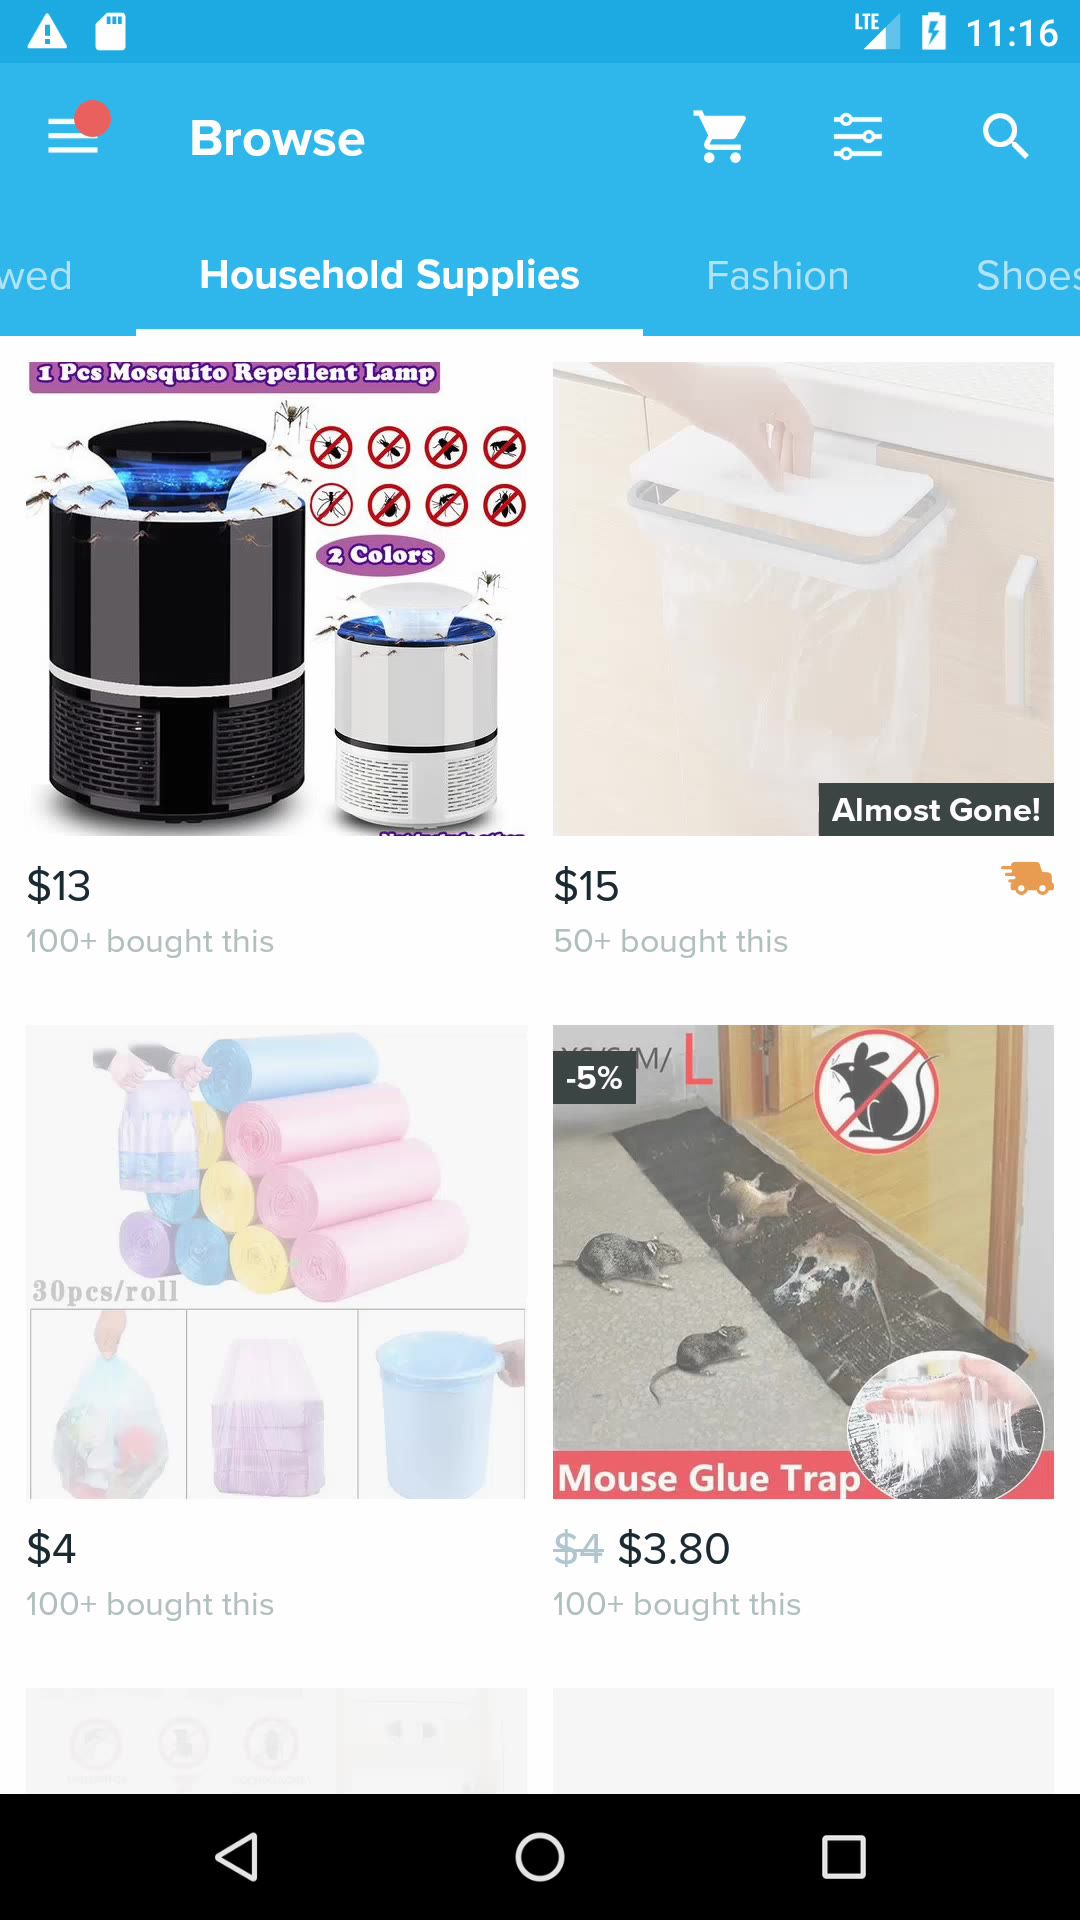 LTE 11:16
Browse
wed Household Supplies Fashion Shoes
1 Pcs Mosquito Repellent Lamp
2 Colors
Almost Gone!
$13
100+ bought this
$15
50+ bought this
30pcs/roll
-5%
M/ L
Mouse Glue Trap
$4
100+ bought this
$4 $3.80
100+ bought this